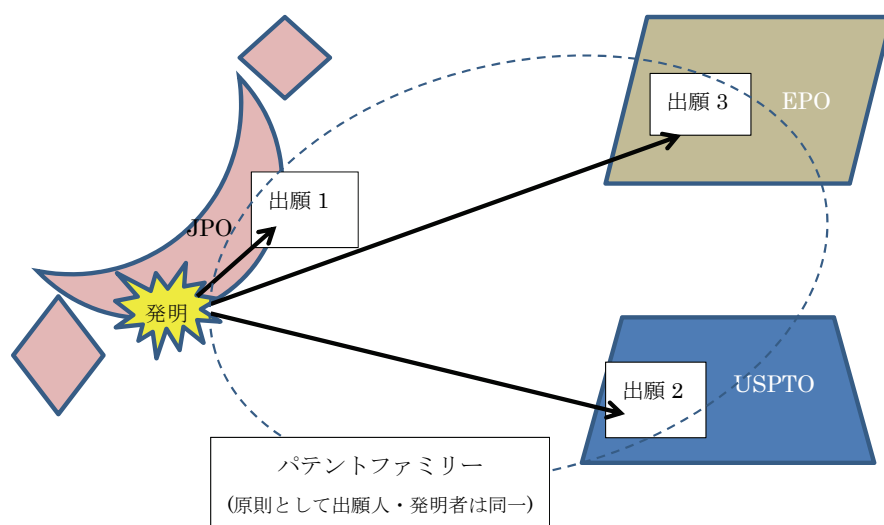 出願 3
EPO
出願 1
JPO
発明
出願 2
USPTO
パテントファミリー
(原則として出願人・発明者は同一)